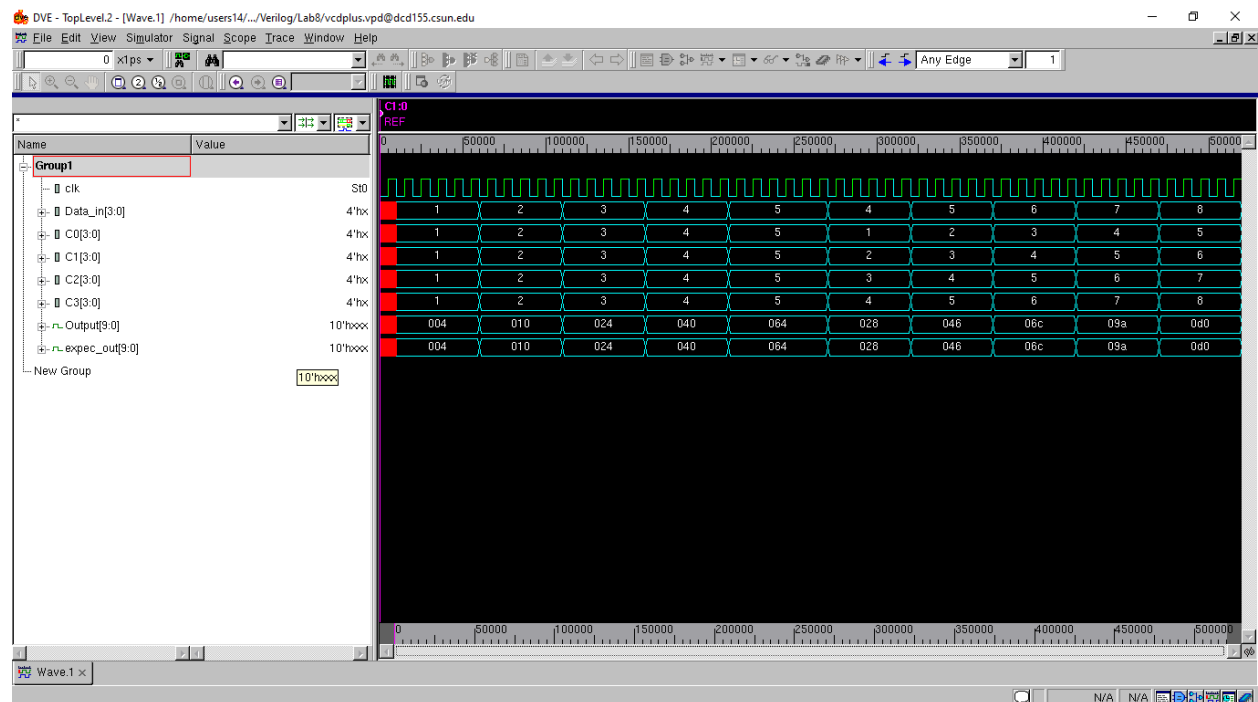 DVE - TopLevel.2 - [Wave.1] /home/users14/.../Verilog/Lab8/vcdplus.vpd@dcd155.csun.edu
File Edit View Simulator Signal Scope Trace Window Help
0 x1ps Any Edge 1
C1:0
* REF
Name Value 0 50000 100000 150000 200000 250000 300000 350000 400000 450000 50000
Group1
clk St0
Data_in[3:0] 4'hx 1 2 3 4 5 4 5 6 7 8
C0[3:0] 4'hx 1 2 3 4 5 1 2 3 4 5
C1[3:0] 4'hx 1 2 3 4 5 2 3 4 5 6
C2[3:0] 4'hx 1 2 3 4 5 3 4 5 6 7
C3[3:0] 4'hx 1 2 3 4 5 4 5 6 7 8
Output[9:0] 10'hxxx 004 010 024 040 064 028 046 06c 09a 0d0
expec_out[9:0] 10'hxxx 004 010 024 040 064 028 046 06c 09a 0d0
New Group
10'hxxx
0 50000 100000 150000 200000 250000 300000 350000 400000 450000 500000
Wave.1
N/A N/A